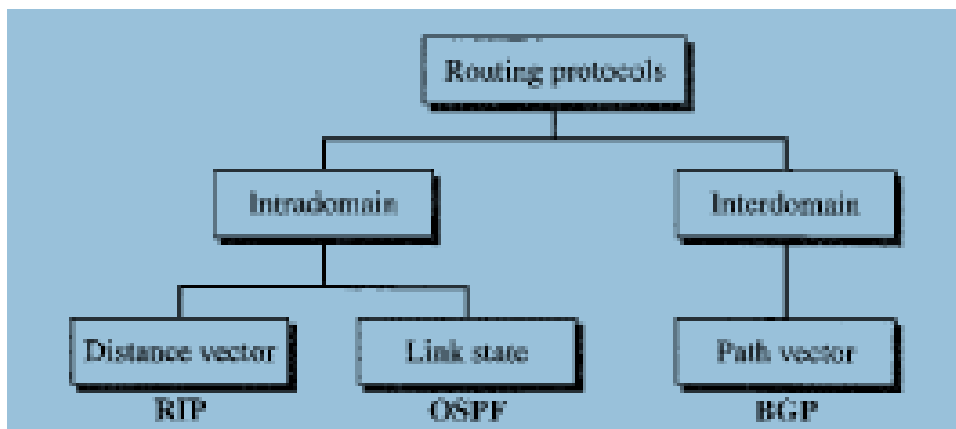 Routing protocols
Intradomain
Interdomain
Distance vector
Link state
Path vector
RIP
OSPF
BGP